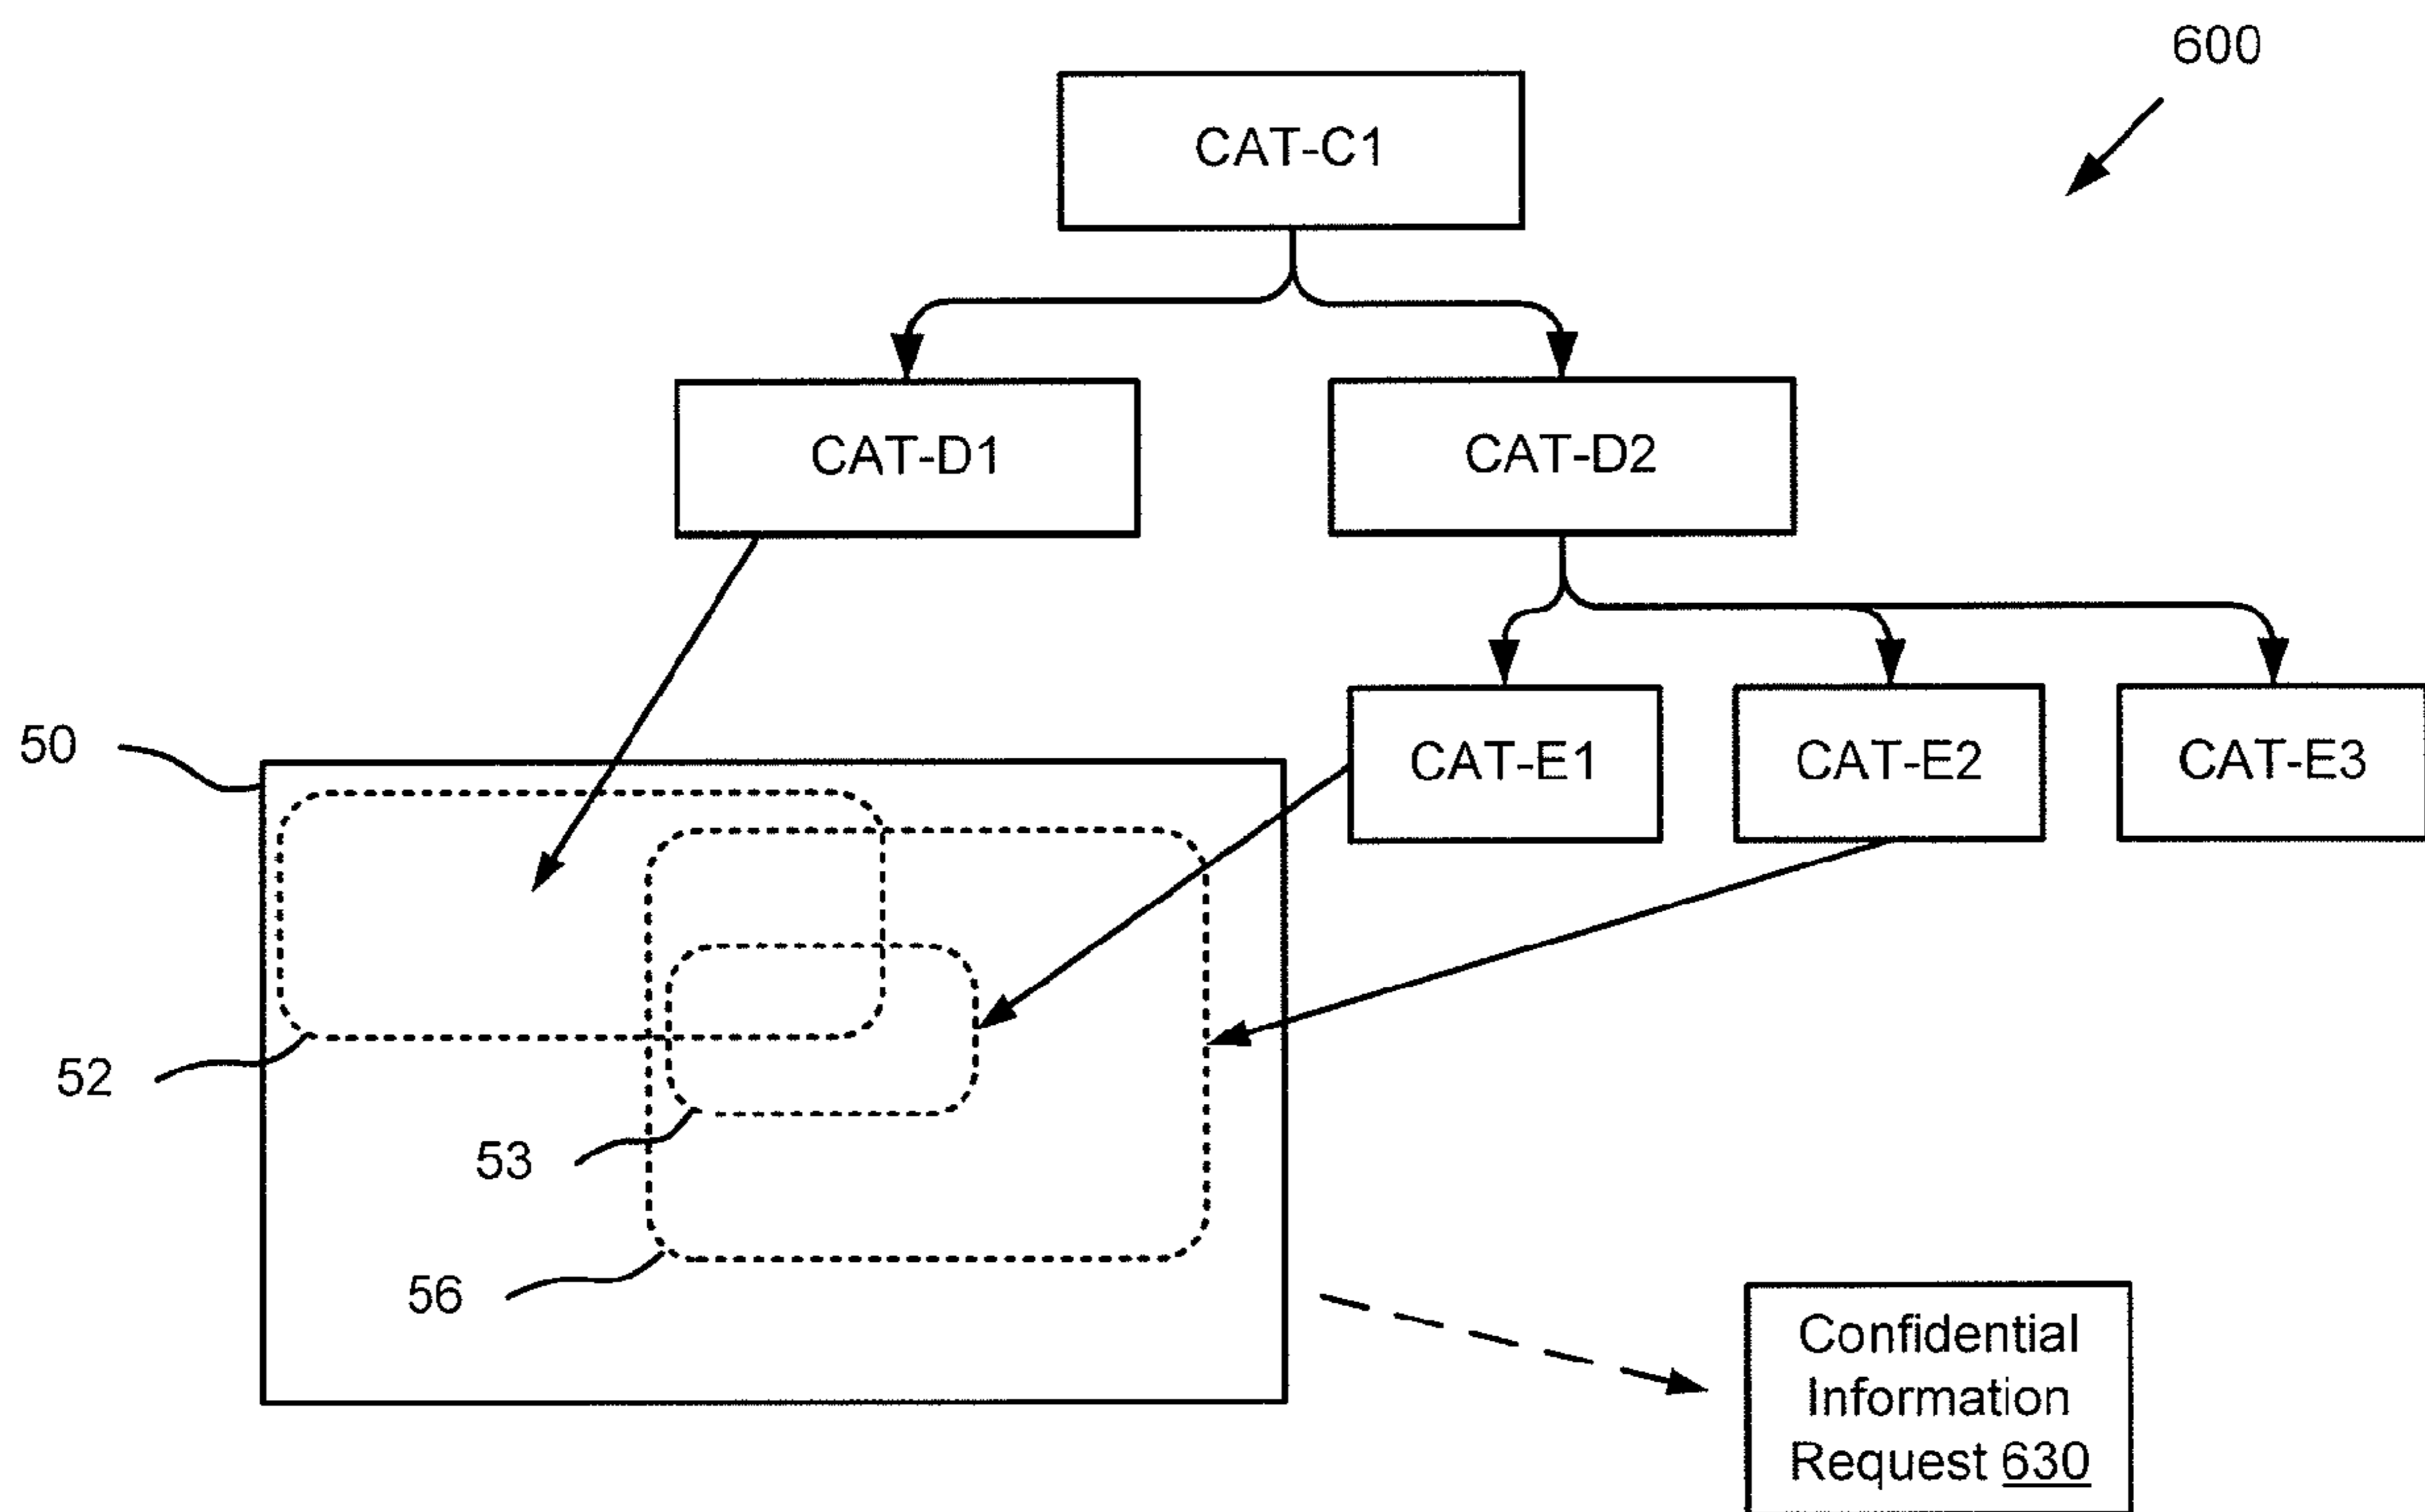 600
CAT-C1
CAT-D1
CAT-D2
50
CAT-E1
CAT-E2
CAT-E3
52
53
56
Confidential
Information
Request 630